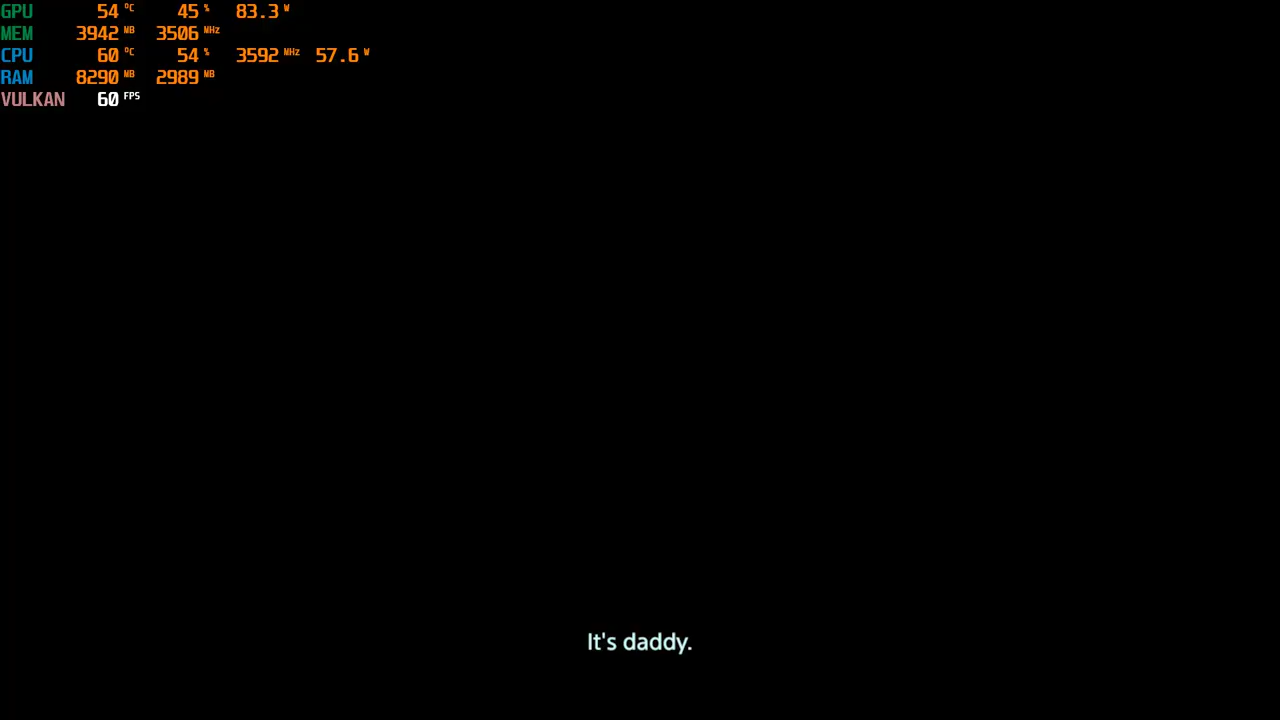 GPU 54 °C 45 % 83.3 W
MEM 3942 MB 3506 MHz
CPU 60 °C 54 % 3592 MHz 57.6 W
RAM 8290 MB 2989 MB
VULKAN 60 FPS
It's daddy.